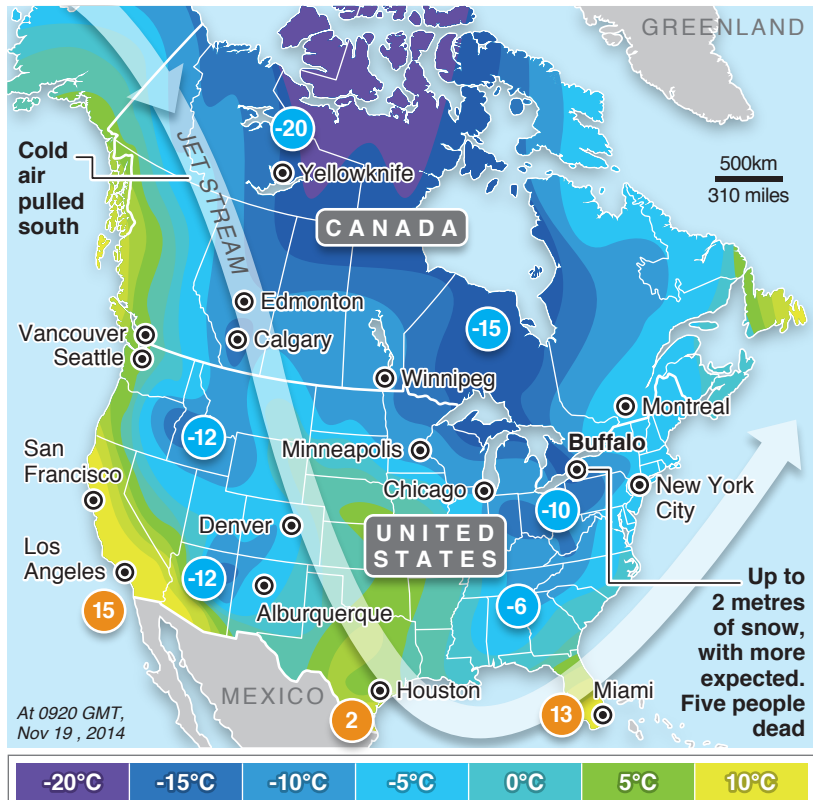 GREENLAND
-20
Cold
air
pulled
south
JET STREAM
Yellowknife
500km
310 miles
CANADA
Edmonton
Vancouver
Calgary
Seattle
-15
Winnipeg
Montreal
-12
San
Francisco
Minneapolis
Buffalo
Chicago
New York
City
-10
Denver
UNITED
STATES
Los
Angeles
-12
Alburquerque
15
-6
Up to
2 metres
of snow,
with more
expected.
Five people
dead
MEXICO
Houston
Miami
2
13
At 0920 GMT,
Nov 19 , 2014
-20°C -15°C -10°C -5°C 0°C 5°C 10°C